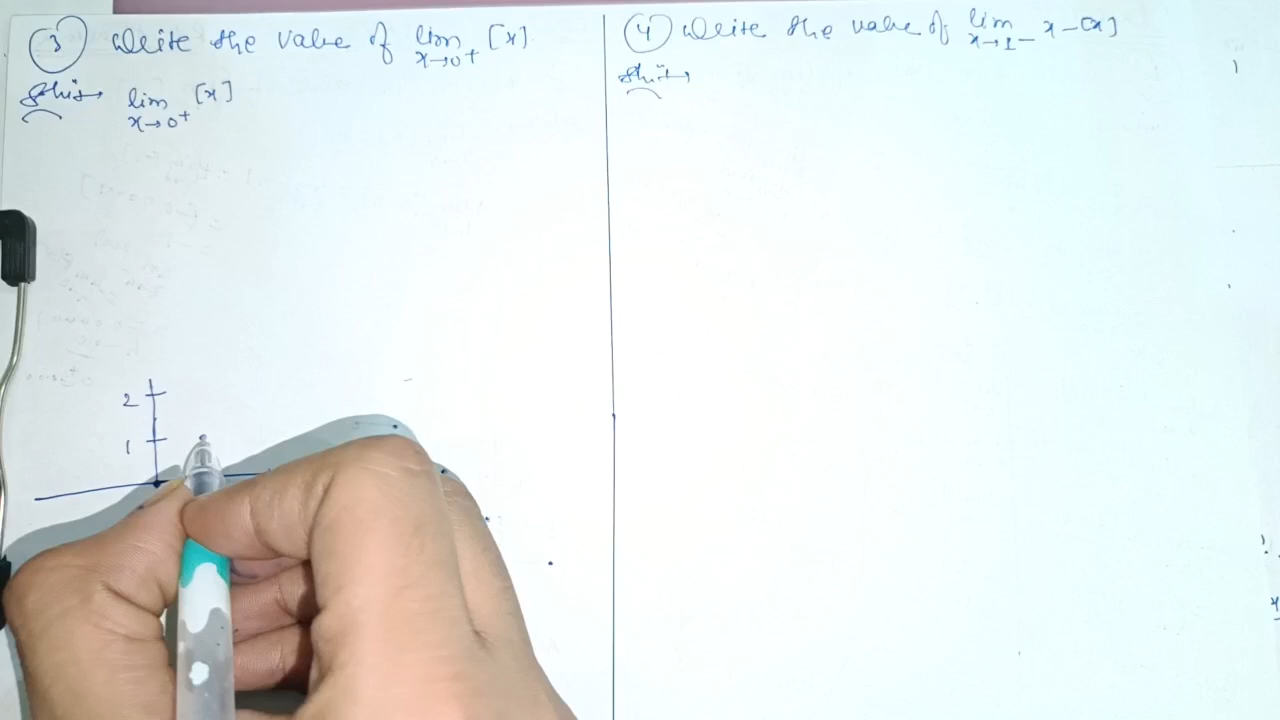 3 Write the value of lim x→0+ [x]
Sol:→ lim x→0+ [x]
2
1
4 Write the value of lim x→1- x-[x]
Sol:→